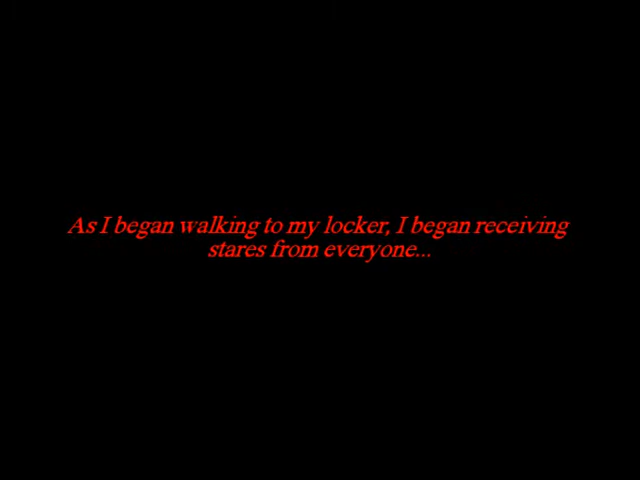 As I began walking to my locker, I began receiving
stares from everyone...